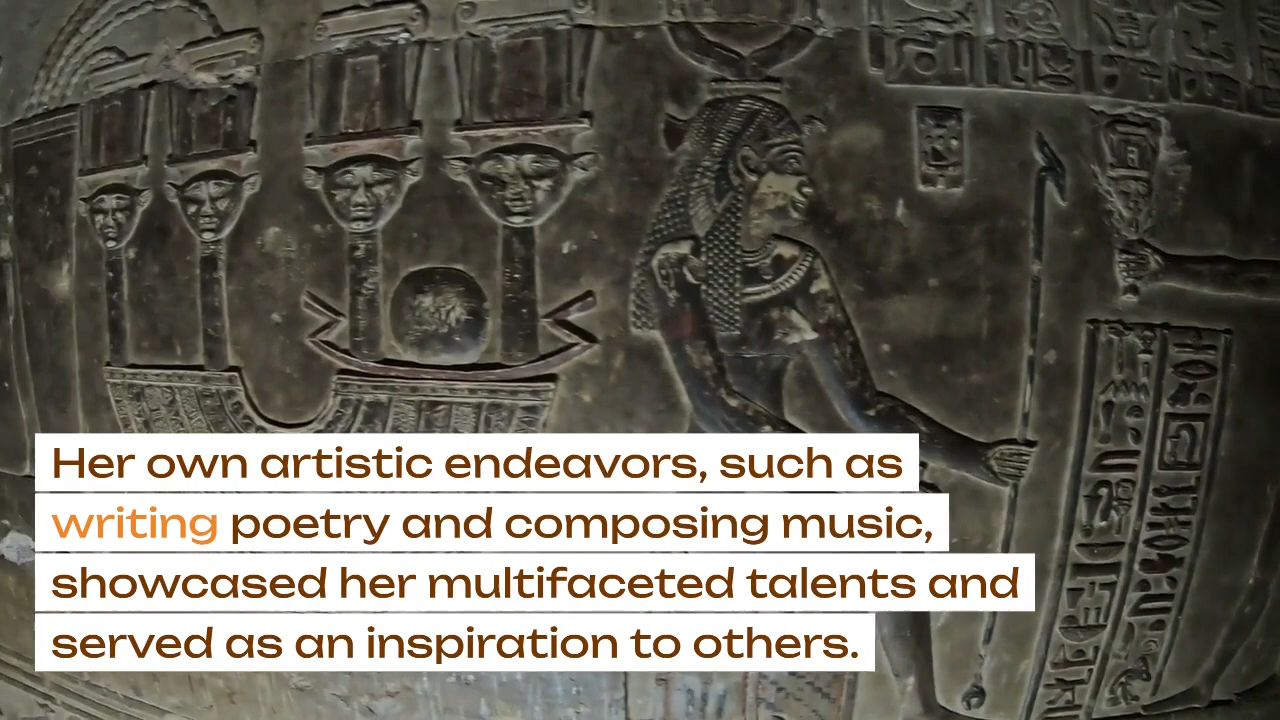 Her own artistic endeavors, such as
writing poetry and composing music,
showcased her multifaceted talents and
served as an inspiration to others.